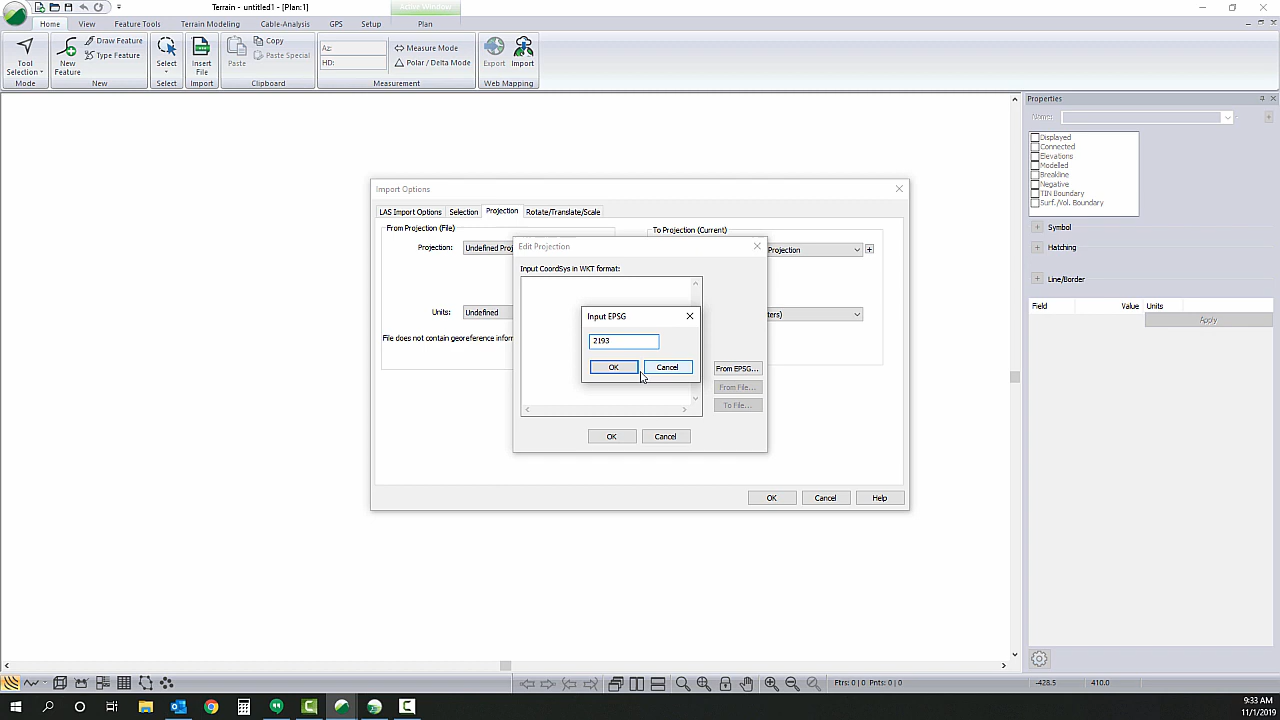 Terrain - untitled1 - [Plan:1]
Active Window
Home View Feature Tools Terrain Modeling Cable-Analysis GPS Setup Plan
Tool Selection
Mode
New Feature
Draw Feature
Type Feature
New
Select
Select
Insert File
Import
Paste
Copy
Paste Special
Clipboard
Az:
HD:
Measure Mode
Polar / Delta Mode
Measurement
Export
Import
Web Mapping
Properties
Name:
Displayed
Connected
Elevations
Modelled
Breakline
Negative
TIN Boundary
Surf./Vol. Boundary
Symbol
Hatching
Line/Border
Field Value Units
Apply
Import Options
LAS Import Options Selection Projection Rotate/Translate/Scale
From Projection (File)
To Projection (Current)
Projection: Undefined Proj
Projection
Units: Undefined
ters)
File does not contain georeference inform
Edit Projection
Input CoordSys in WKT format:
Input EPSG
2193
OK Cancel
From EPSG...
From File...
To File...
OK Cancel
OK Cancel Help
Ftrs: 0 | 0 Pnts: 0 | 0
-428.5 410.0
9:33 AM
11/1/2019